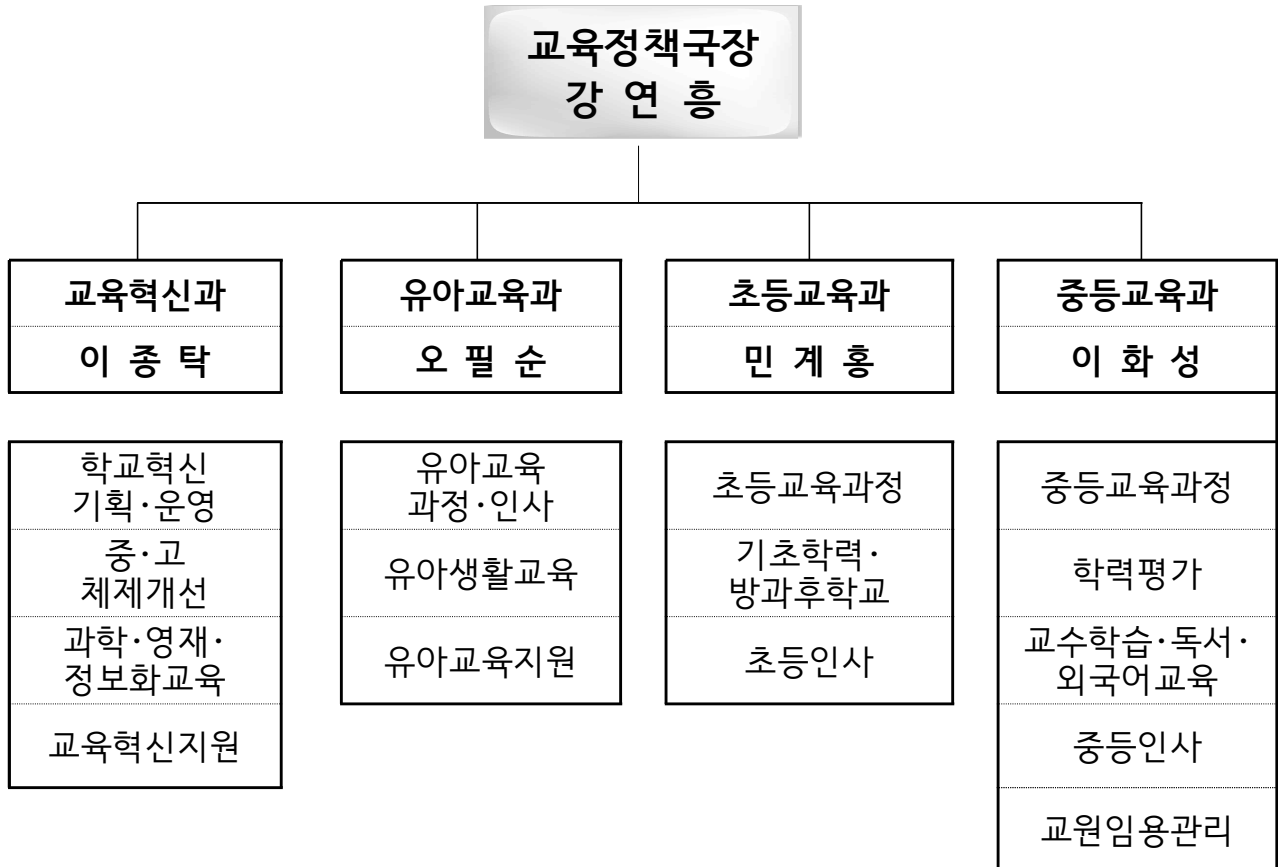 교육정책국장
강 연 흥
교육혁신과
이 종 탁
학교혁신
기획·운영
중·고
체제개선
과학·영재·
정보화교육
교육혁신지원
유아교육과
오 필 순
유아교육
과정·인사
유아생활교육
유아교육지원
초등교육과
민 계 홍
초등교육과정
기초학력·
방과후학교
초등인사
중등교육과
이 화 성
중등교육과정
학력평가
교수학습·독서·
외국어교육
중등인사
교원임용관리